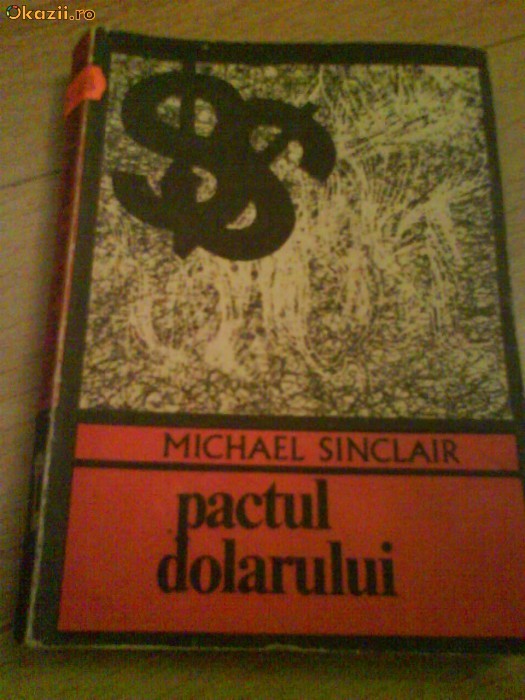 Okazii.ro
MICHAEL SINCLAIR
pactul
dolarului